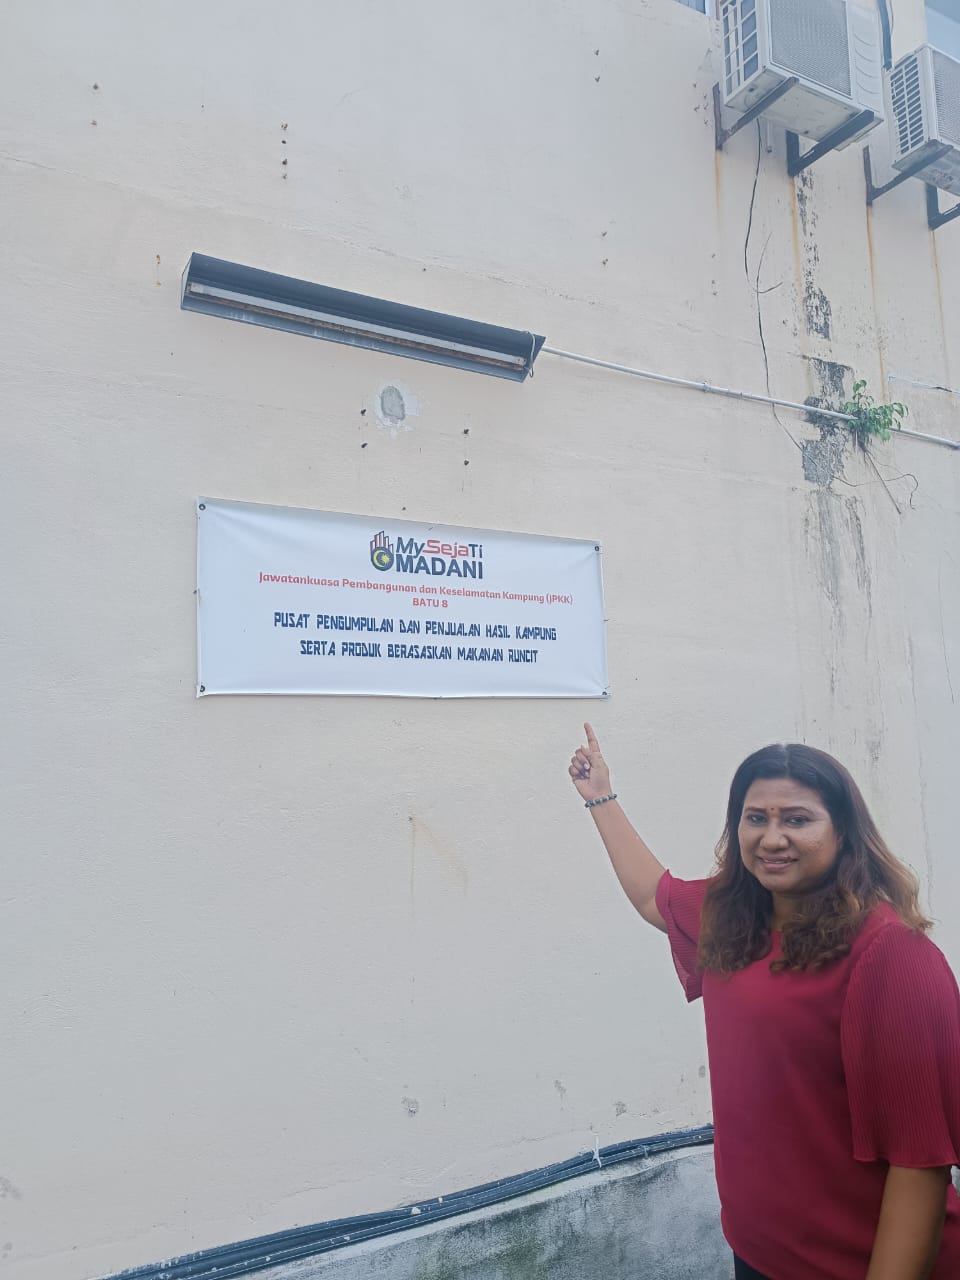 MySejaTi
MADANI
Jawatankuasa Pembangunan dan Keselamatan Kampung (JPKK)
BATU 8
PUSAT PENGUMPULAN DAN PENJUALAN HASIL KAMPUNG
SERTA PRODUK BERASASKAN MAKANAN RUNCIT